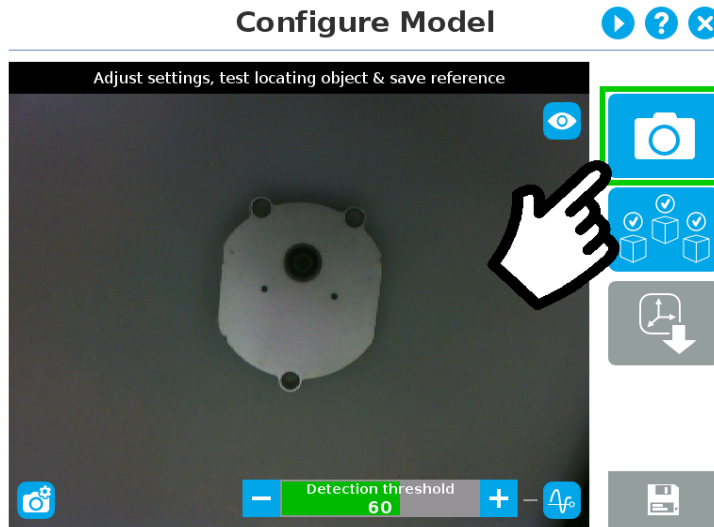 Configure Model
?
Adjust settings, test locating object & save reference
Detection threshold
60